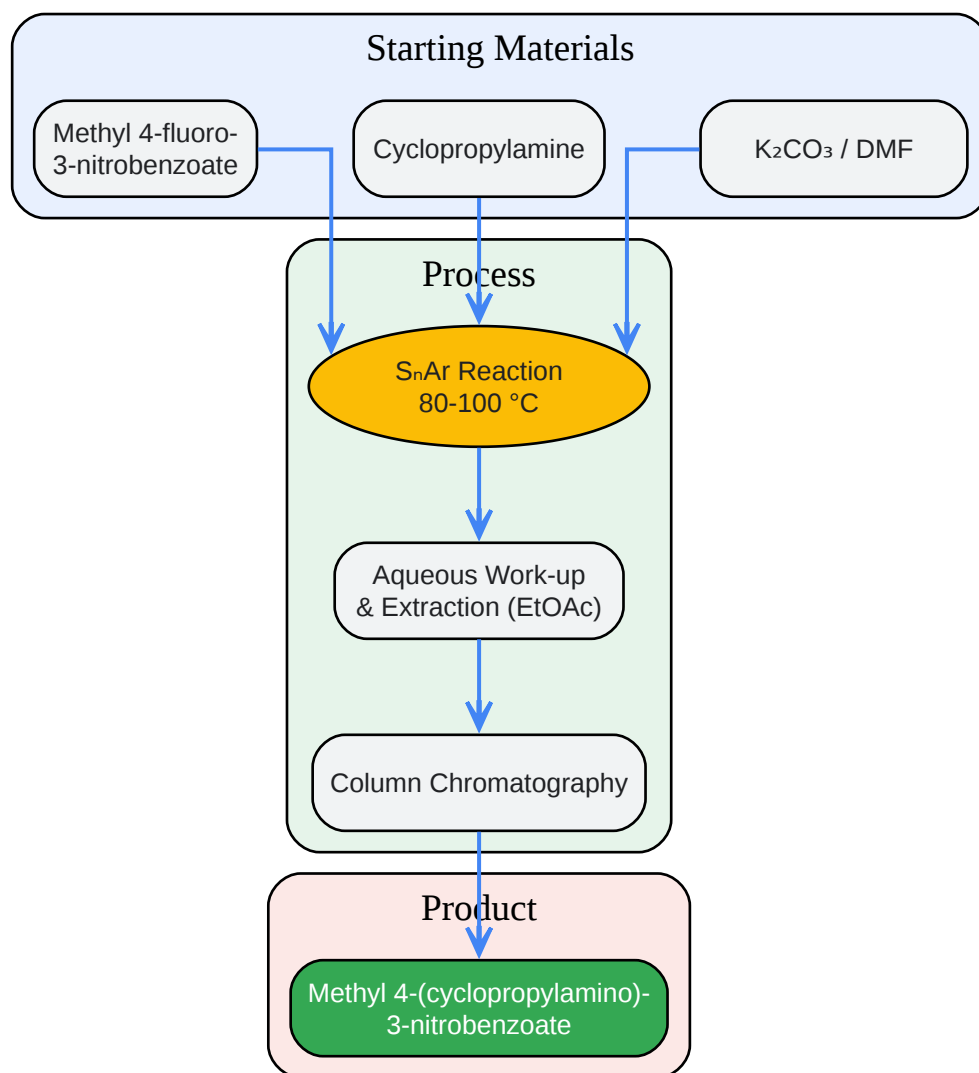 Starting Materials
Methyl 4-fluoro-
3-nitrobenzoate
Cyclopropylamine
K₂CO₃ / DMF
Process
SₙAr Reaction
80-100 °C
Aqueous Work-up
& Extraction (EtOAc)
Column Chromatography
Product
Methyl 4-(cyclopropylamino)-
3-nitrobenzoate